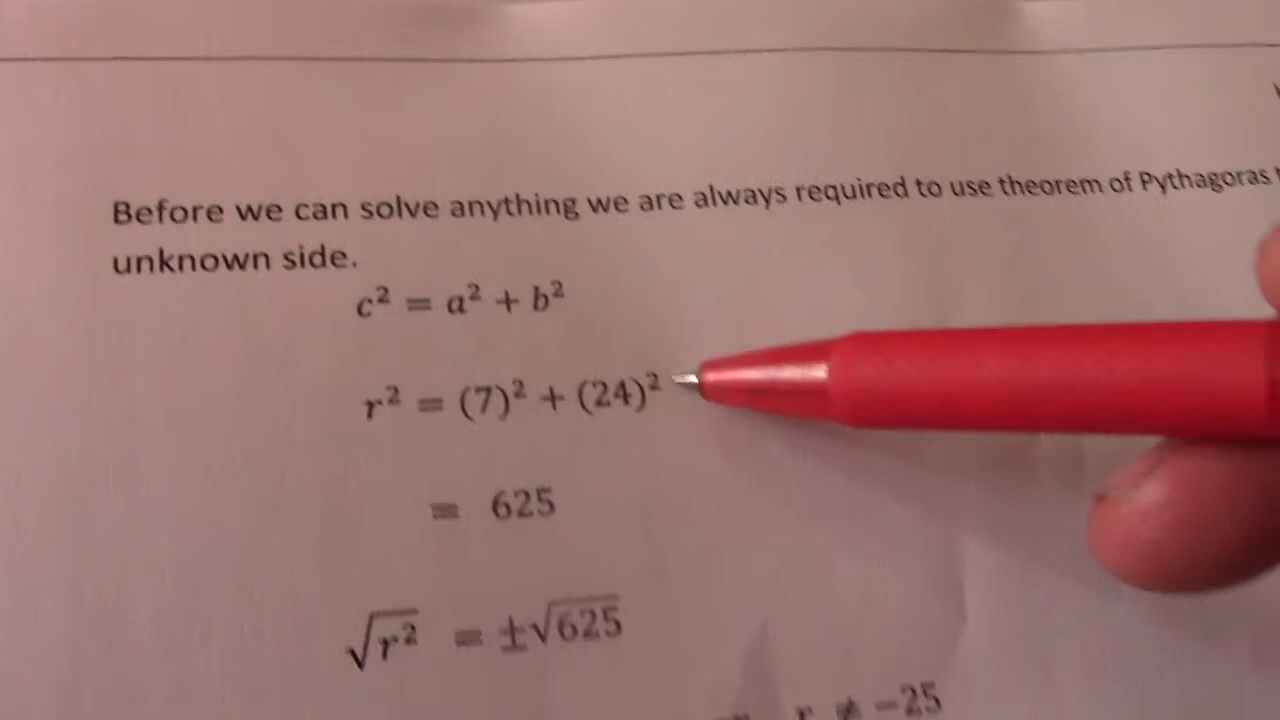 Before we can solve anything we are always required to use theorem of Pythagoras
unknown side.
c² = a² + b²
r² = (7)² + (24)²
= 625
√r² = ±√625
r ≠ −25